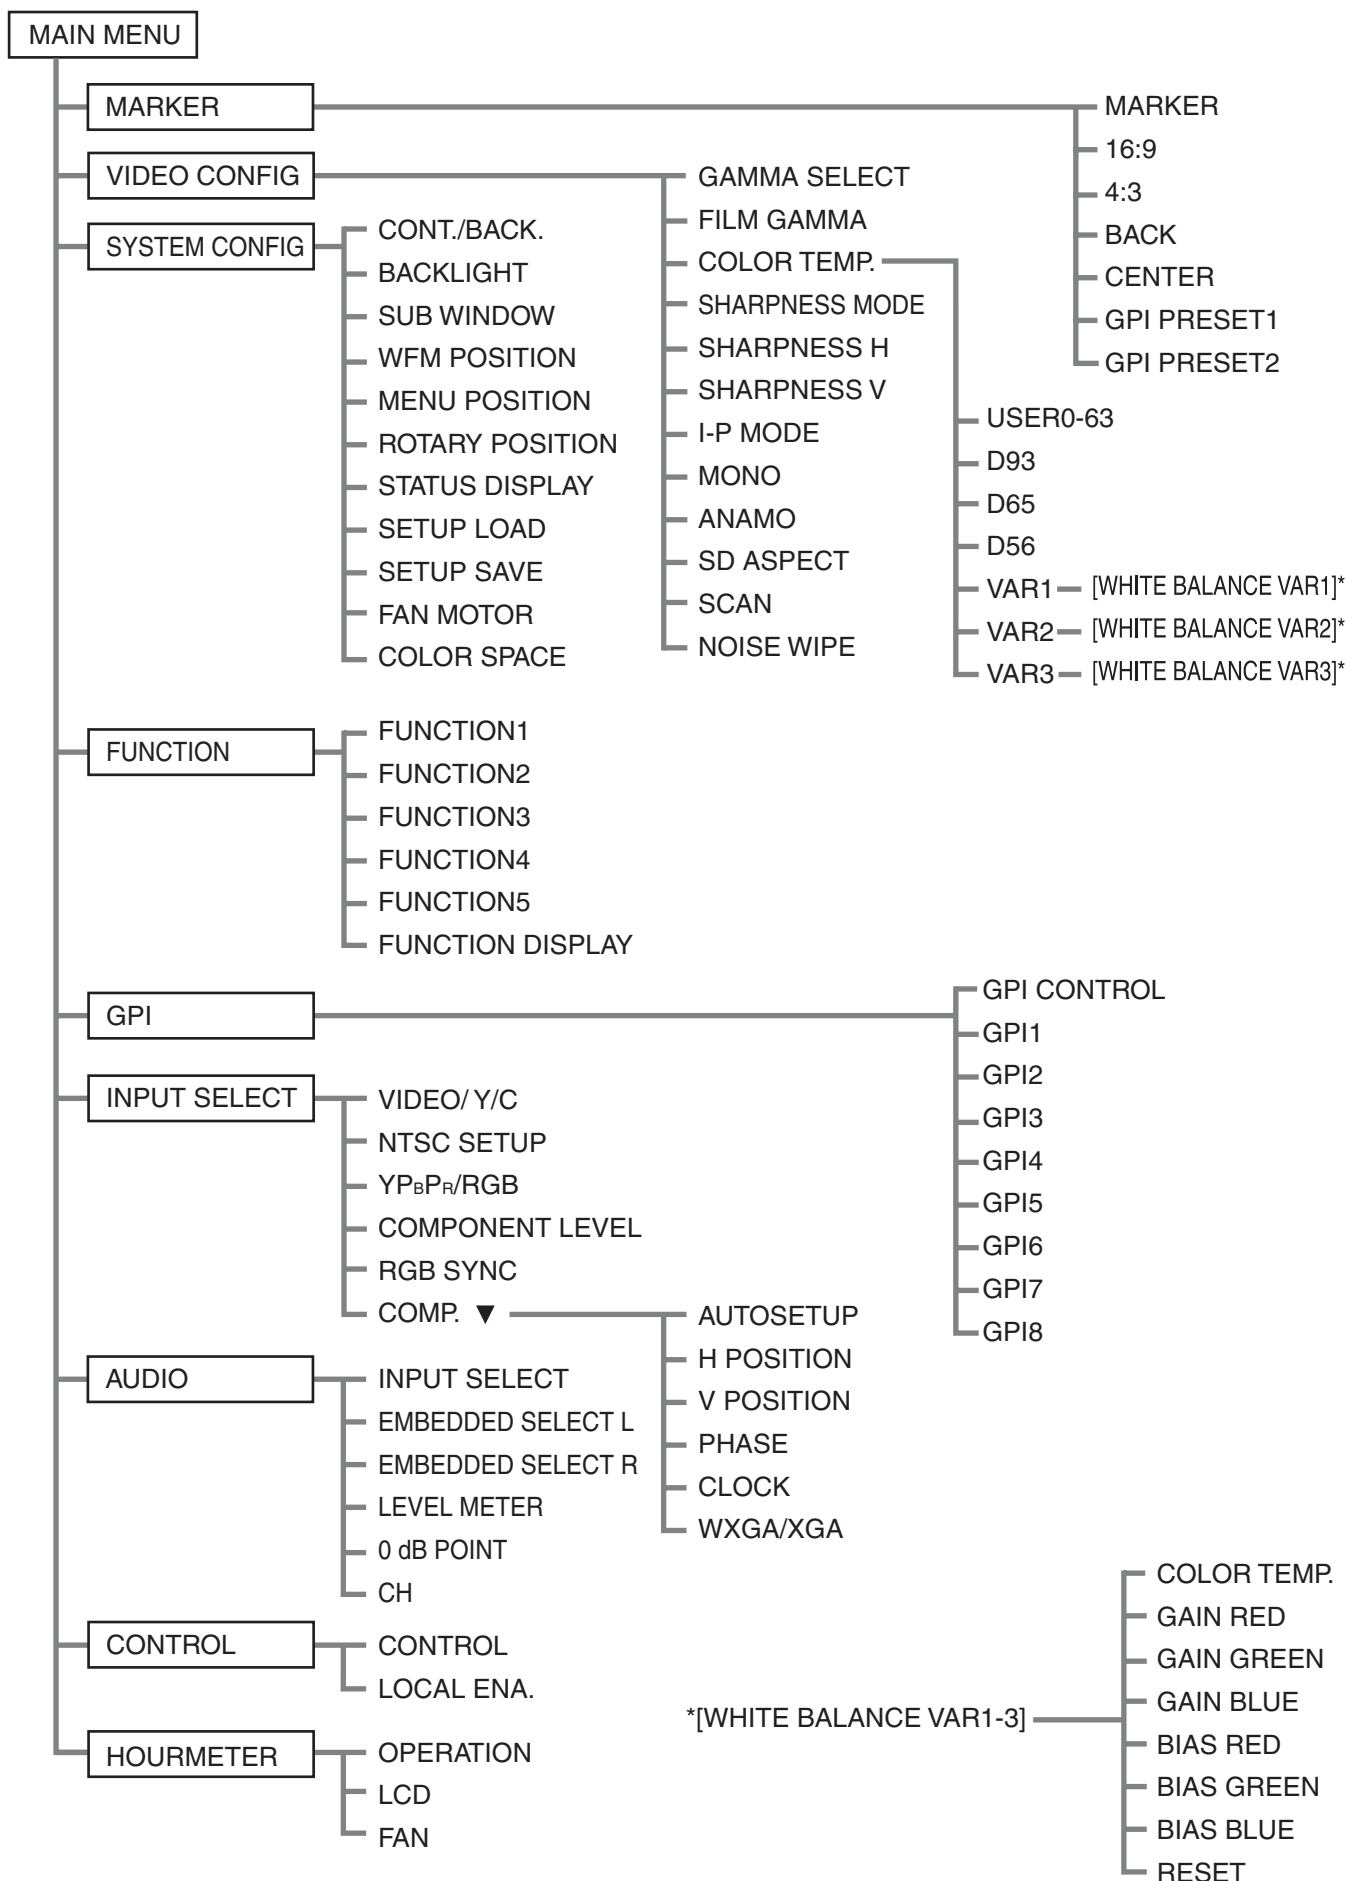 MAIN MENU
MARKER
MARKER
16:9
4:3
BACK
CENTER
GPI PRESET1
GPI PRESET2
VIDEO CONFIG
GAMMA SELECT
FILM GAMMA
COLOR TEMP.
SHARPNESS MODE
SHARPNESS H
SHARPNESS V
I-P MODE
MONO
ANAMO
SD ASPECT
SCAN
NOISE WIPE
USER0-63
D93
D65
D56
VAR1 [WHITE BALANCE VAR1]*
VAR2 [WHITE BALANCE VAR2]*
VAR3 [WHITE BALANCE VAR3]*
SYSTEM CONFIG
CONT./BACK.
BACKLIGHT
SUB WINDOW
WFM POSITION
MENU POSITION
ROTARY POSITION
STATUS DISPLAY
SETUP LOAD
SETUP SAVE
FAN MOTOR
COLOR SPACE
FUNCTION
FUNCTION1
FUNCTION2
FUNCTION3
FUNCTION4
FUNCTION5
FUNCTION DISPLAY
GPI
GPI CONTROL
GPI1
GPI2
GPI3
GPI4
GPI5
GPI6
GPI7
GPI8
INPUT SELECT
VIDEO/ Y/C
NTSC SETUP
YPBPR/RGB
COMPONENT LEVEL
RGB SYNC
COMP. ▼
AUTOSETUP
H POSITION
V POSITION
PHASE
CLOCK
WXGA/XGA
AUDIO
INPUT SELECT
EMBEDDED SELECT L
EMBEDDED SELECT R
LEVEL METER
0 dB POINT
CH
CONTROL
CONTROL
LOCAL ENA.
HOURMETER
OPERATION
LCD
FAN
*[WHITE BALANCE VAR1-3]
COLOR TEMP.
GAIN RED
GAIN GREEN
GAIN BLUE
BIAS RED
BIAS GREEN
BIAS BLUE
RESET